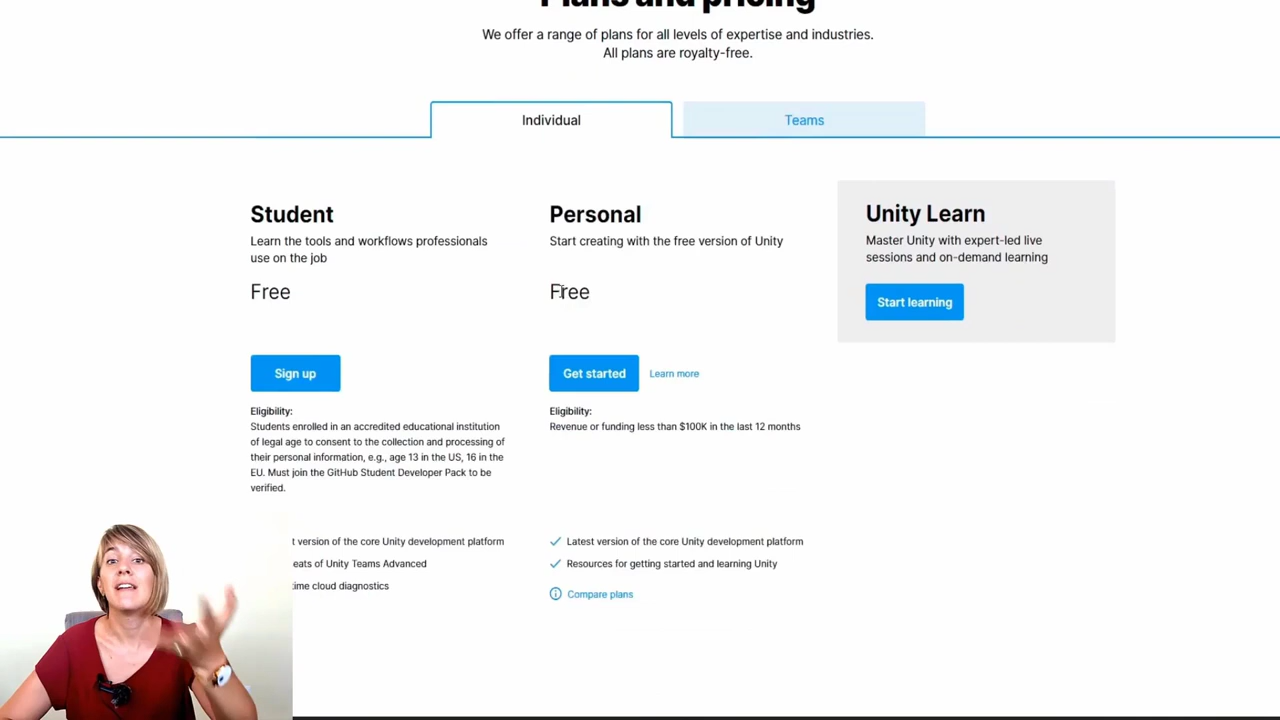 Plans and pricing
We offer a range of plans for all levels of expertise and industries.
All plans are royalty-free.
Individual
Teams
Student
Learn the tools and workflows professionals
use on the job
Free
Sign up
Eligibility:
Students enrolled in an accredited educational institution
of legal age to consent to the collection and processing of
their personal information, e.g., age 13 in the US, 16 in the
EU. Must join the GitHub Student Developer Pack to be
verified.
version of the core Unity development platform
of Unity Teams Advanced
cloud diagnostics
Personal
Start creating with the free version of Unity
Free
Get started
Learn more
Eligibility:
Revenue or funding less than $100K in the last 12 months
Latest version of the core Unity development platform
Resources for getting started and learning Unity
Compare plans
Unity Learn
Master Unity with expert-led live
sessions and on-demand learning
Start learning